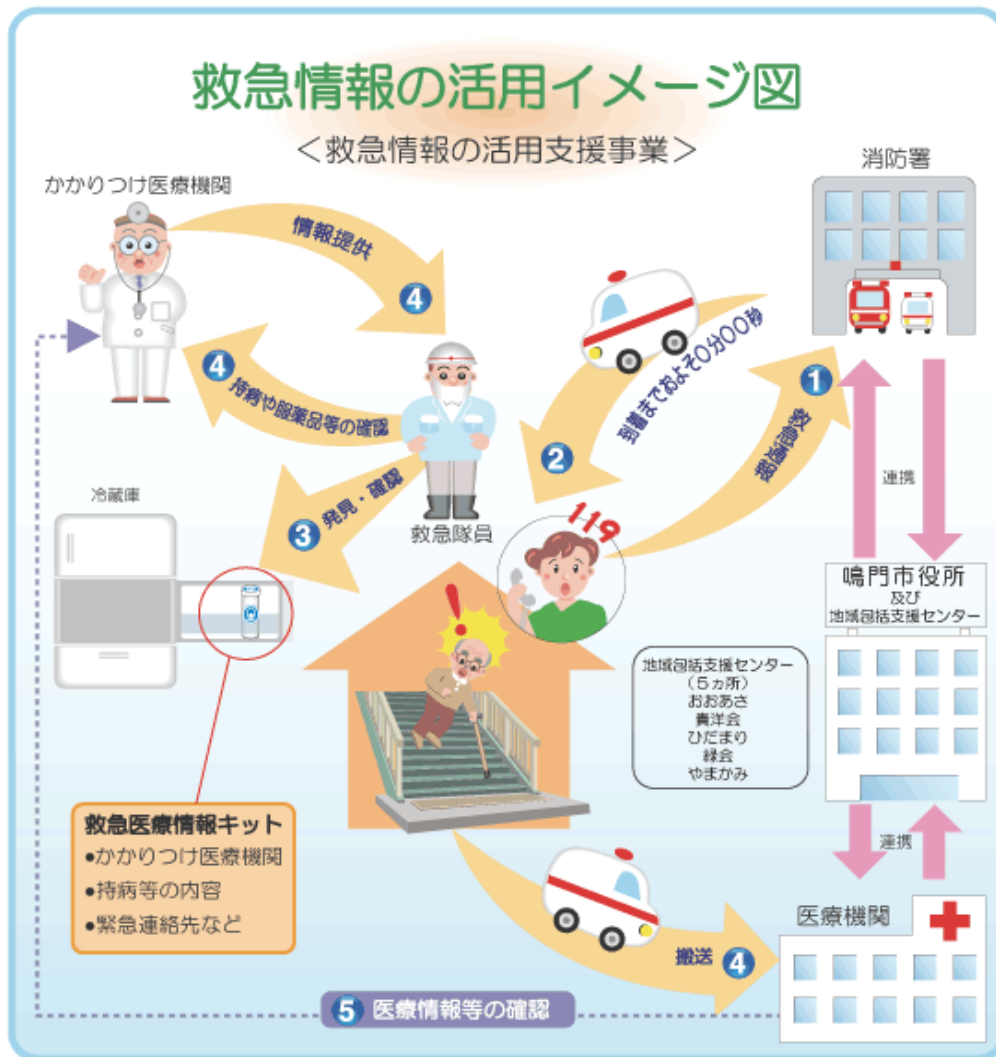 救急情報の活用イメージ図
＜救急情報の活用支援事業＞
かかりつけ医療機関
消防署
情報提供
4
4
持病や服薬品等の確認
到着までおよそ〇分〇〇秒
2
1
救急通報
冷蔵庫
3
発見・確認
救急隊員
119
連携
鳴門市役所
及び
地域包括支援センター
地域包括支援センター
（５ヵ所）
おおあさ
貴洋会
ひだまり
緑会
やまかみ
救急医療情報キット
●かかりつけ医療機関
●持病等の内容
●緊急連絡先など
連携
医療機関
搬送 4
5 医療情報等の確認